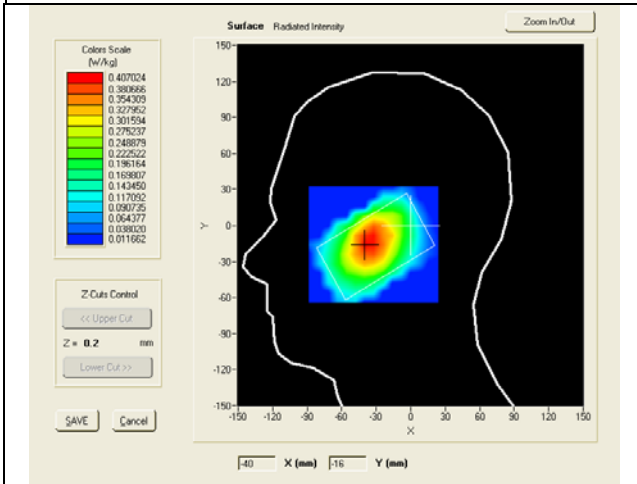 Surface Radiated Intensity
Zoom In/Out
Colors Scale
(W/kg)
0.407024
0.380666
0.354309
0.327952
0.301594
0.275237
0.248879
0.222522
0.196164
0.169807
0.143450
0.117092
0.090735
0.064377
0.038020
0.011662
Z-Cuts Control
<< Upper Cut
Z = 0.2 mm
Lower Cut >>
SAVE Cancel
150
120
90
60
30
0
-30
-60
-90
-120
-150
Y
-150 -120 -90 -60 -30 0 30 60 90 120 150
X
-40 X (mm) -16 Y (mm)